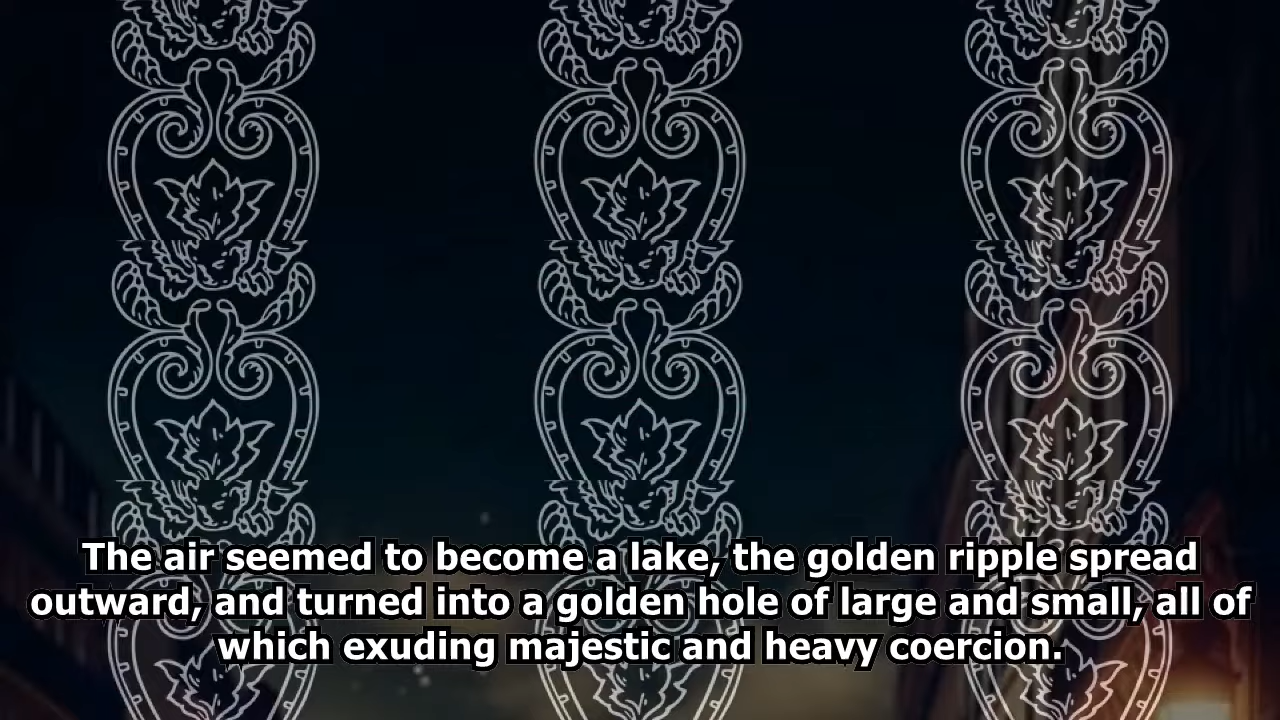 The air seemed to become a lake, the golden ripple spread
outward, and turned into a golden hole of large and small, all of
which exuding majestic and heavy coercion.